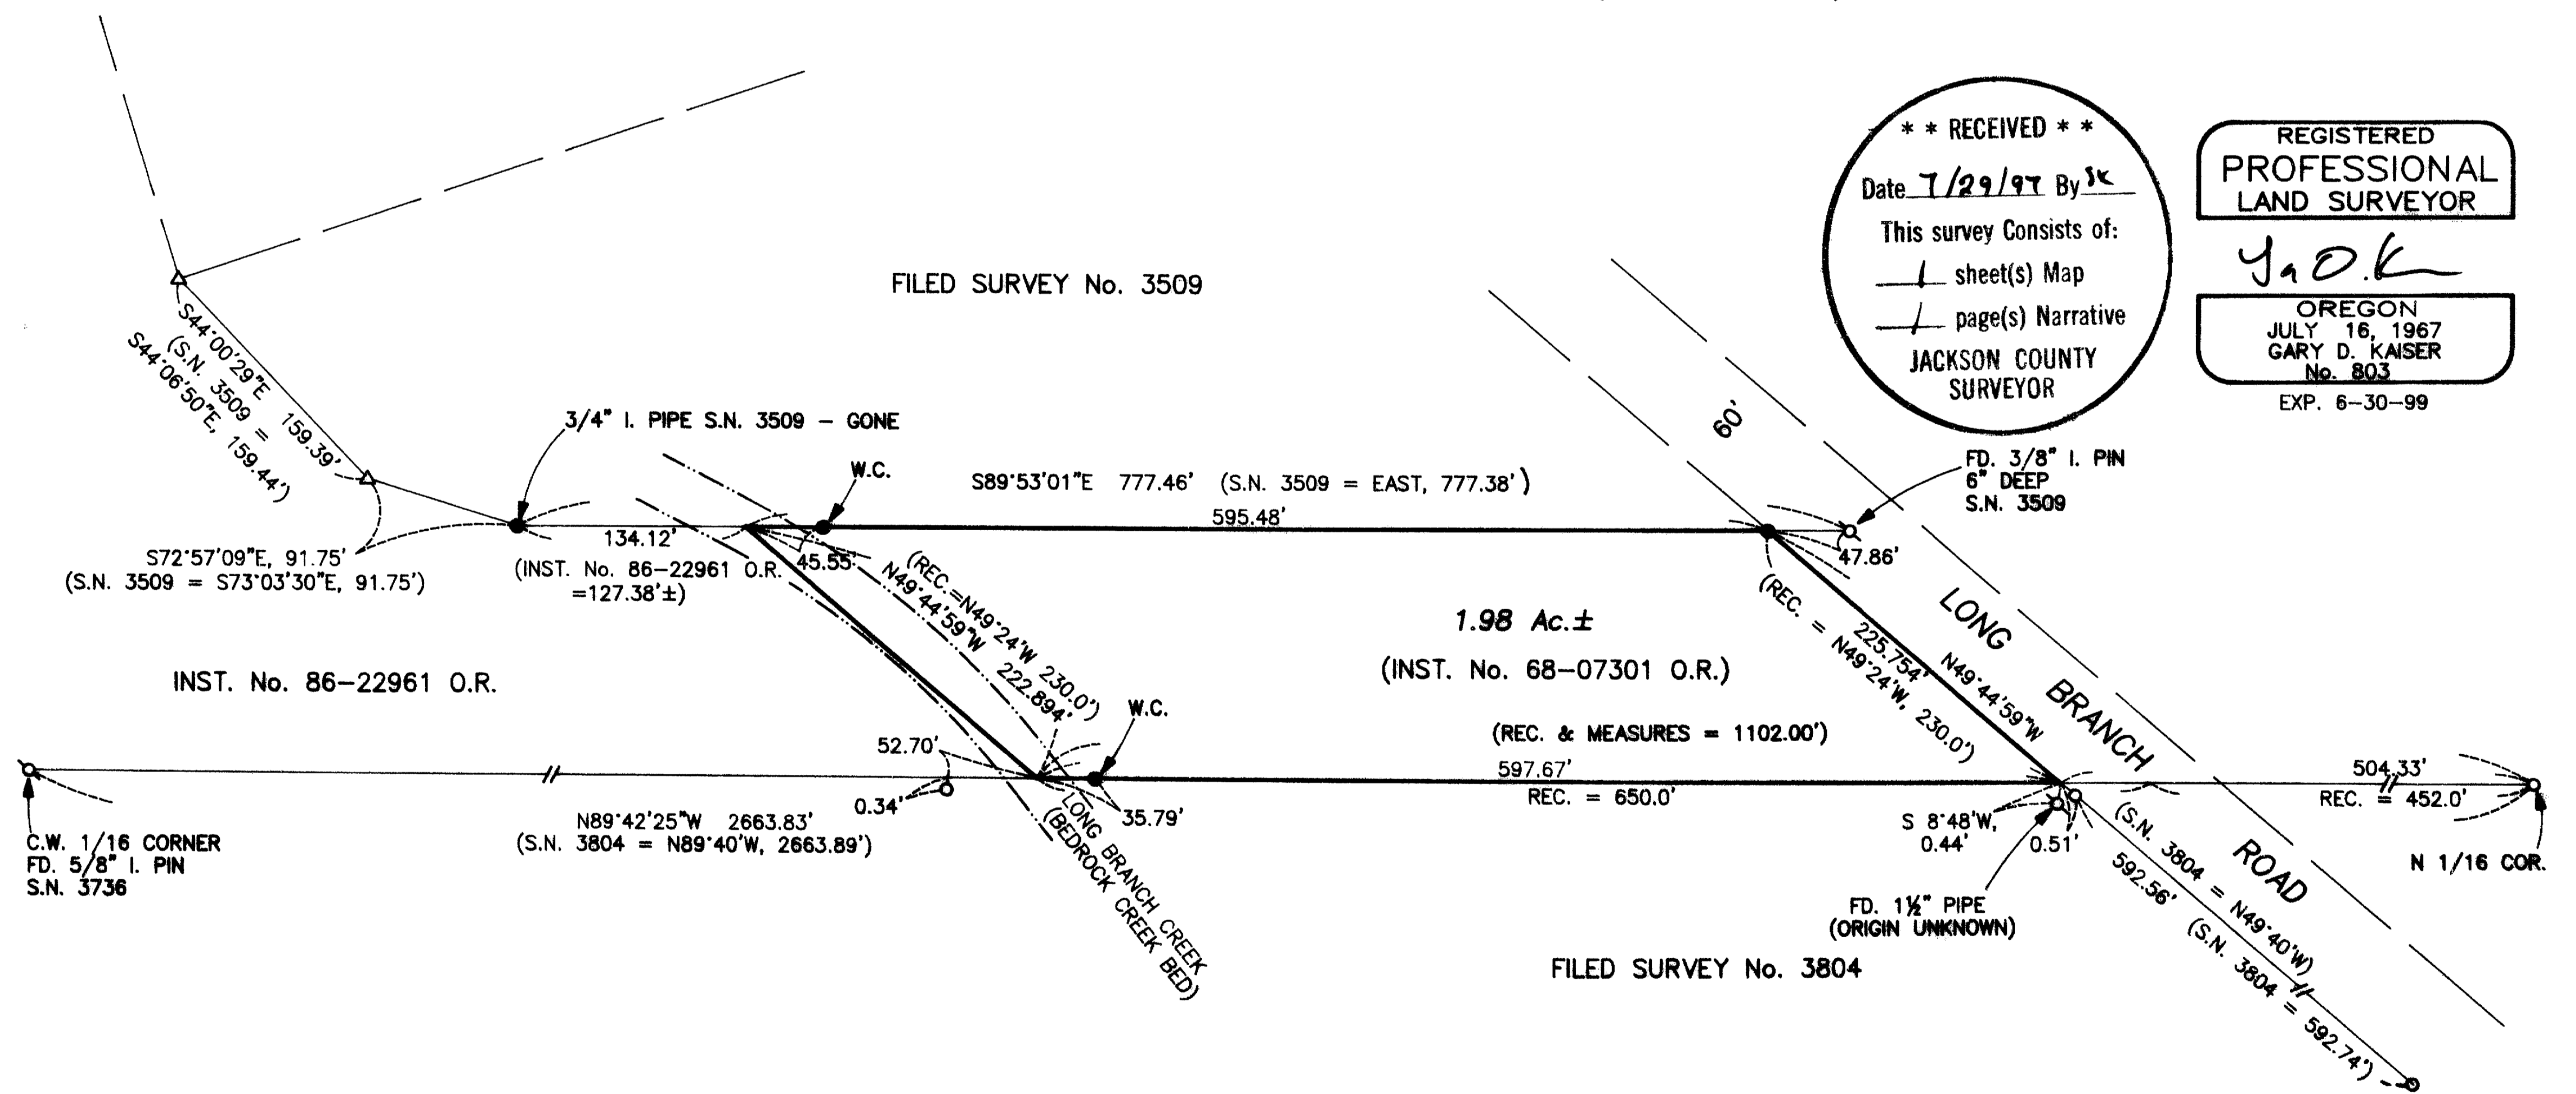 * * RECEIVED * *
Date 7/29/97 By SK
This survey Consists of:
1 sheet(s) Map
1 page(s) Narrative
JACKSON COUNTY
SURVEYOR
REGISTERED
PROFESSIONAL
LAND SURVEYOR
OREGON
JULY 16, 1967
GARY D. KAISER
No. 803
EXP. 6-30-99
FILED SURVEY No. 3509
S44°00'29"E 159.39'
(S.N. 3509 =
S44°06'50"E, 159.44')
3/4" I. PIPE S.N. 3509 - GONE
W.C.
S89°53'01"E 777.46' (S.N. 3509 = EAST, 777.38')
595.48'
60'
FD. 3/8" I. PIN
6" DEEP
S.N. 3509
47.86'
S72°57'09"E, 91.75'
(S.N. 3509 = S73°03'30"E, 91.75')
134.12'
(INST. No. 86-22961 O.R.
=127.38'±)
45.55'
(REC.=N49°24'W 230.0')
N49°44'59"W 222.894'
1.98 Ac.±
(INST. No. 68-07301 O.R.)
225.754'
N49°44'59"W
(REC. = N49°24'W, 230.0')
LONG BRANCH ROAD
INST. No. 86-22961 O.R.
W.C.
(REC. & MEASURES = 1102.00')
52.70'
0.34'
597.67'
REC. = 650.0'
35.79'
504.33'
REC. = 452.0'
C.W. 1/16 CORNER
FD. 5/8" I. PIN
S.N. 3736
N89°42'25"W 2663.83'
(S.N. 3804 = N89°40'W, 2663.89')
LONG BRANCH CREEK
(BEDROCK CREEK BED)
S 8°48'W,
0.44'
0.51'
FD. 1½" PIPE
(ORIGIN UNKNOWN)
(S.N. 3804 = N49°40'W)
592.56' (S.N. 3804 = 592.74')
N 1/16 COR.
FILED SURVEY No. 3804